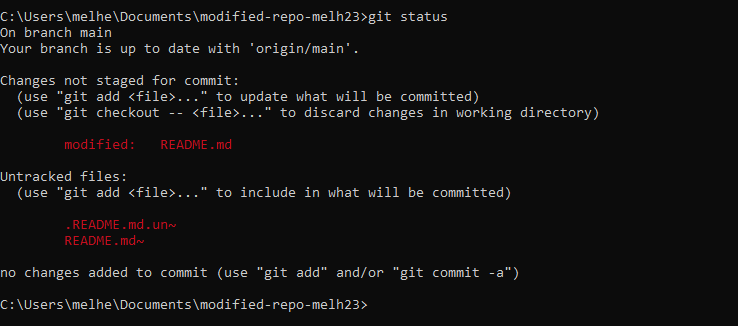 C:\Users\melhe\Documents\modified-repo-melh23>git status
On branch main
Your branch is up to date with 'origin/main'.
Changes not staged for commit:
  (use "git add <file>..." to update what will be committed)
  (use "git checkout -- <file>..." to discard changes in working directory)
        modified:   README.md
Untracked files:
  (use "git add <file>..." to include in what will be committed)
        .README.md.un~
        README.md~
no changes added to commit (use "git add" and/or "git commit -a")
C:\Users\melhe\Documents\modified-repo-melh23>